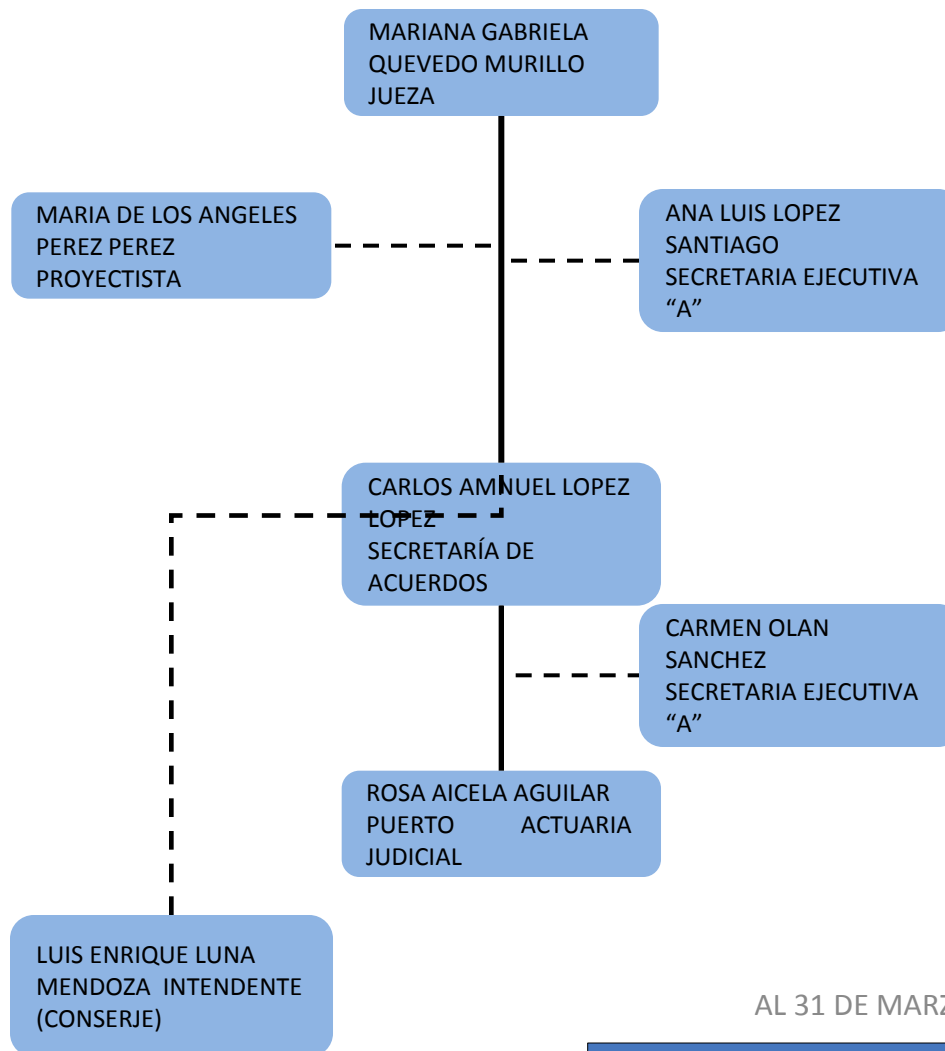 MARIANA GABRIELA
QUEVEDO MURILLO
JUEZA
MARIA DE LOS ANGELES
PEREZ PEREZ
PROYECTISTA
ANA LUIS LOPEZ
SANTIAGO
SECRETARIA EJECUTIVA
“A”
CARLOS AMNUEL LOPEZ
LOPEZ
SECRETARÍA DE
ACUERDOS
CARMEN OLAN
SANCHEZ
SECRETARIA EJECUTIVA
“A”
ROSA AICELA AGUILAR
PUERTO ACTUARIA
JUDICIAL
LUIS ENRIQUE LUNA
MENDOZA INTENDENTE
(CONSERJE)
AL 31 DE MARZ